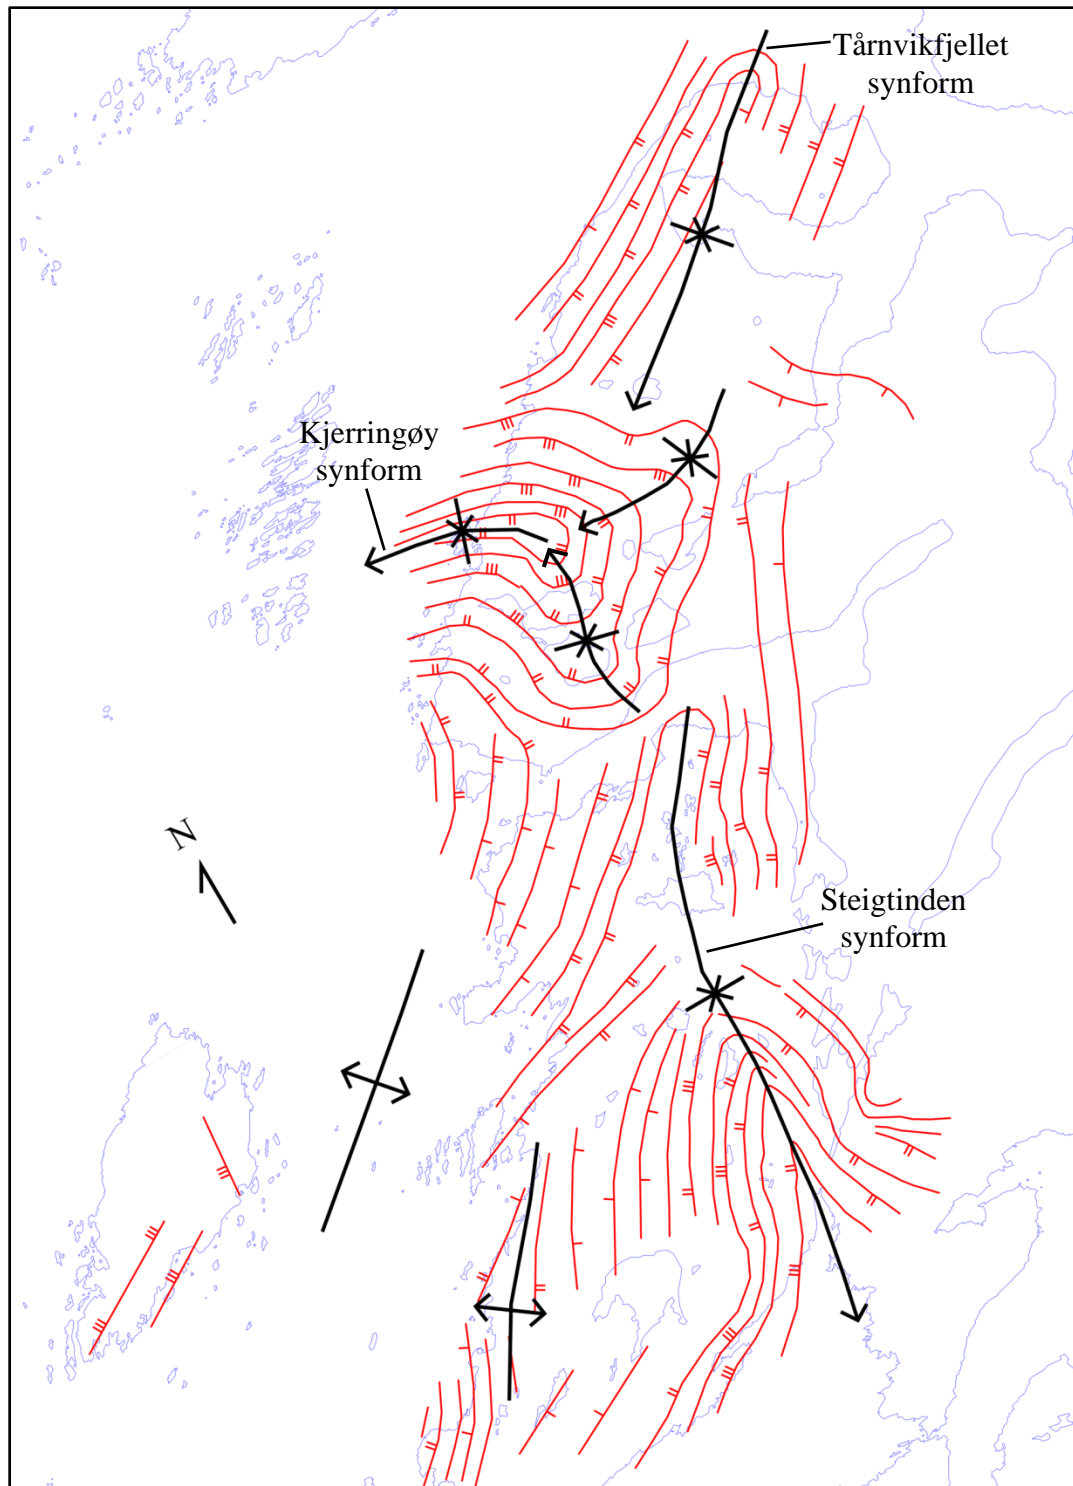 Tårnvikfjellet
synform
Kjerringøy
synform
N
Steigtinden
synform